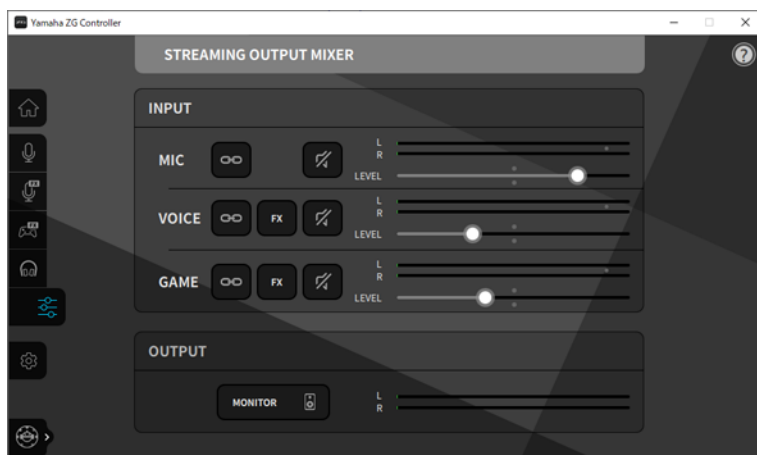 Yamaha ZG Controller
STREAMING OUTPUT MIXER
?
INPUT
MIC
L
R
LEVEL
VOICE
FX
L
R
LEVEL
GAME
FX
L
R
LEVEL
OUTPUT
MONITOR
L
R